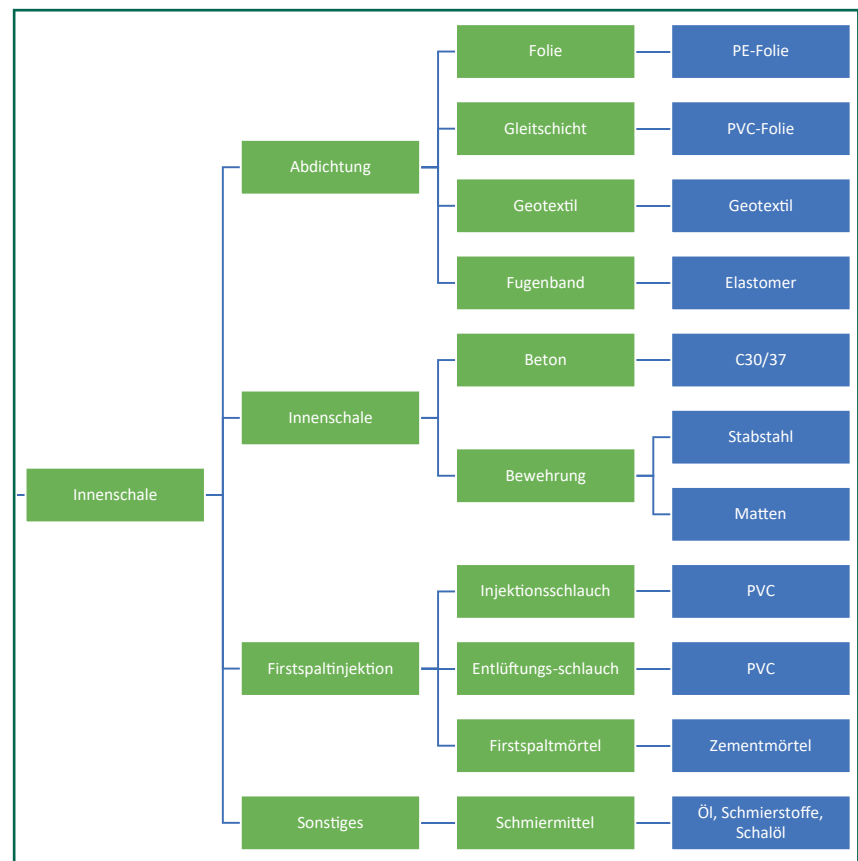 Folie
PE-Folie
Gleitschicht
PVC-Folie
Abdichtung
Geotextil
Geotextil
Fugenband
Elastomer
Beton
C30/37
Innenschale
Stabstahl
Bewehrung
Innenschale
Matten
Injektionsschlauch
PVC
Firstspaltinjektion
Entlüftungs-schlauch
PVC
Firstspaltmörtel
Zementmörtel
Sonstiges
Schmiermittel
Öl, Schmierstoffe,
Schalöl